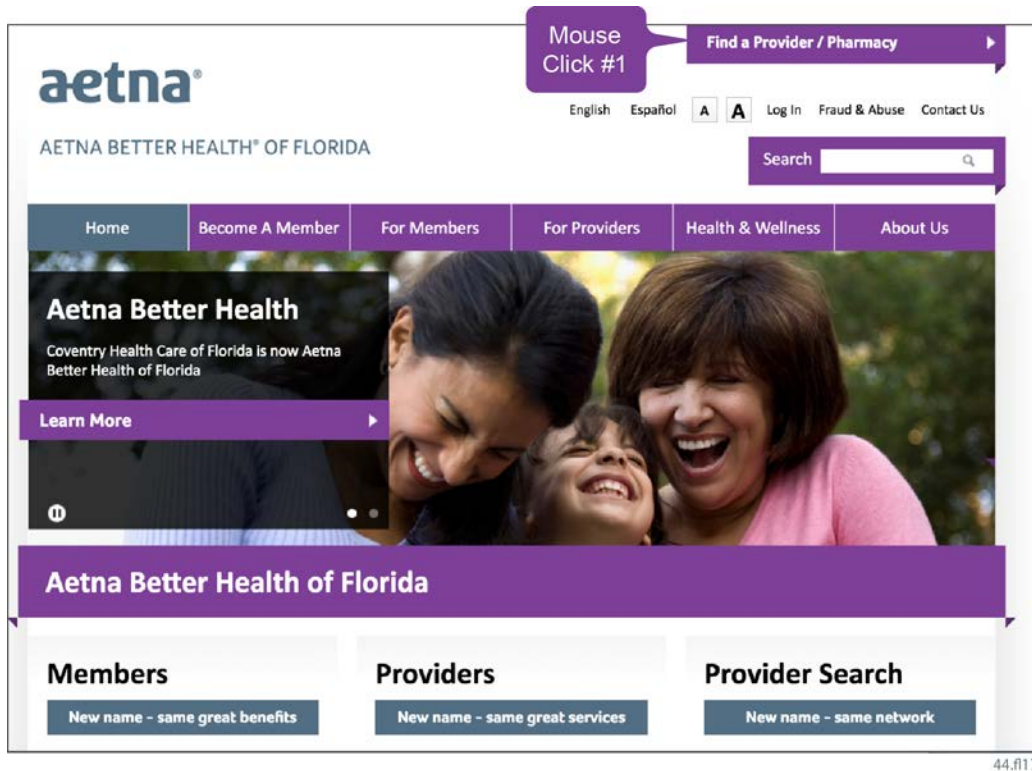 Mouse
Click #1
Find a Provider / Pharmacy
aetna®
English Español A A Log In Fraud & Abuse Contact Us
AETNA BETTER HEALTH® OF FLORIDA
Search
Home Become A Member For Members For Providers Health & Wellness About Us
Aetna Better Health
Coventry Health Care of Florida is now Aetna
Better Health of Florida
Learn More
Aetna Better Health of Florida
Members Providers Provider Search
New name - same great benefits New name - same great services New name - same network